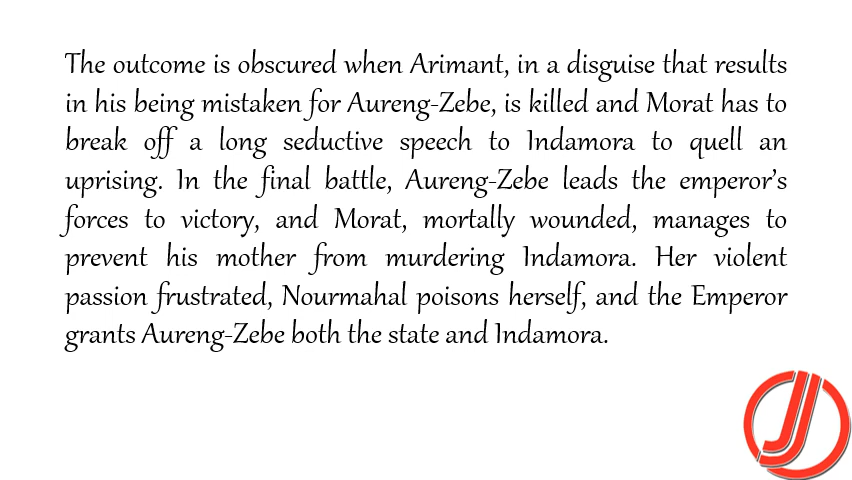 The outcome is obscured when Arimant, in a disguise that results
in his being mistaken for Aureng-Zebe, is killed and Morat has to
break off a long seductive speech to Indamora to quell an
uprising. In the final battle, Aureng-Zebe leads the emperor's
forces to victory, and Morat, mortally wounded, manages to
prevent his mother from murdering Indamora. Her violent
passion frustrated, Nourmahal poisons herself, and the Emperor
grants Aureng-Zebe both the state and Indamora.